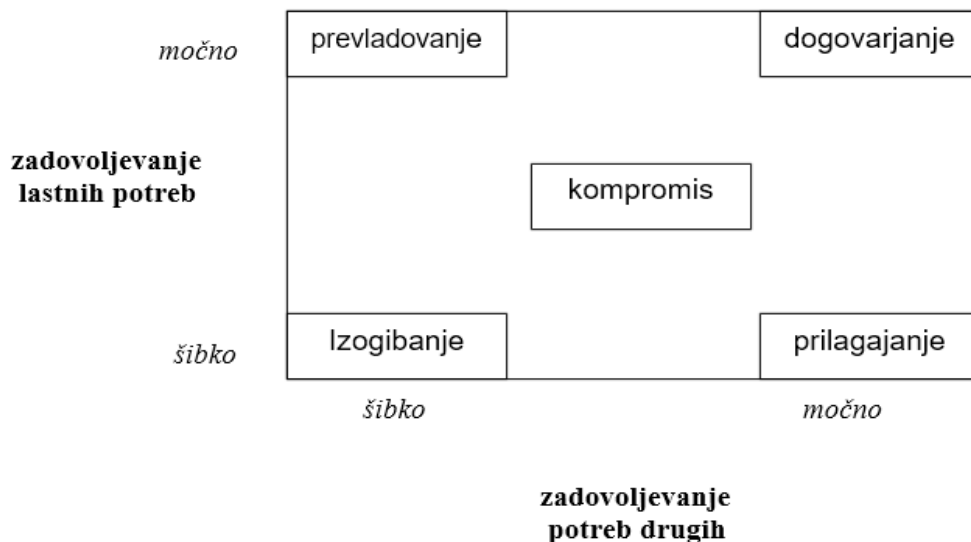 prevladovanje
dogovarjanje
močno
zadovoljevanje
lastnih potreb
kompromis
Izogibanje
prilagajanje
šibko
šibko
močno
zadovoljevanje
potreb drugih